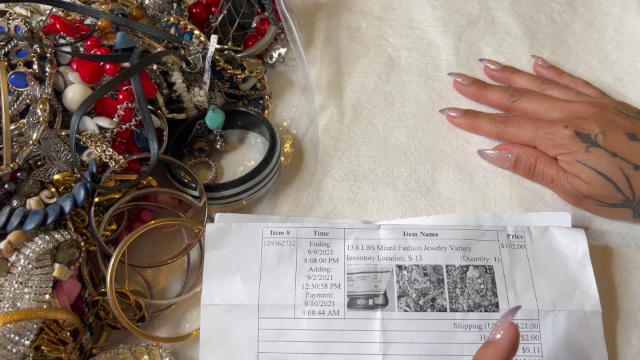 Item # Time Item Name Price
129362732 Ending: 13.6 LBS Mixed Fashion Jewelry Variety $102.00
9/9/2021 Inventory Location: S-13 (Quantity: 1)
8:08:00 PM
Adding:
9/2/2021
12:50:58 PM
Payment:
9/10/2021
9:08:44 AM
Shipping (U $21.00
Ha $2.00
$9.11